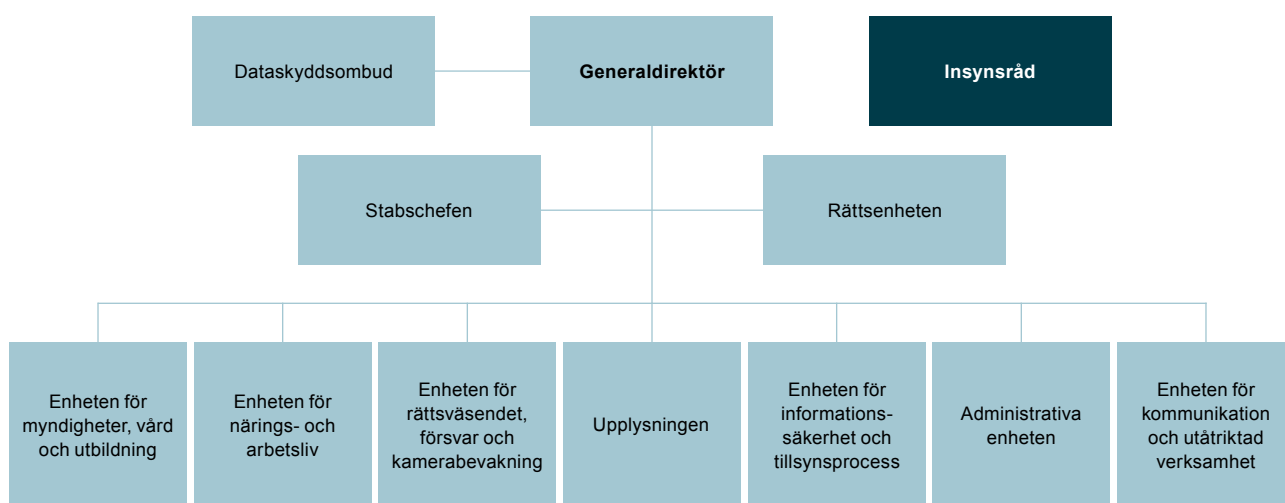 Dataskyddsombud
Generaldirektör
Insynsråd
Stabschefen
Rättsenheten
Enheten för
myndigheter, vård
och utbildning
Enheten för
närings- och
arbetsliv
Enheten för
rättsväsendet,
försvar och
kamerabevakning
Upplysningen
Enheten för
informations-
säkerhet och
tillsynsprocess
Administrativa
enheten
Enheten för
kommunikation
och utåtriktad
verksamhet